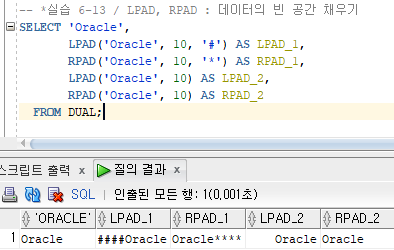 -- *실습 6-13 / LPAD, RPAD : 데이터의 빈 공간 채우기
SELECT 'Oracle',
LPAD('Oracle', 10, '#') AS LPAD_1,
RPAD('Oracle', 10, '*') AS RPAD_1,
LPAD('Oracle', 10) AS LPAD_2,
RPAD('Oracle', 10) AS RPAD_2
FROM DUAL;
스크립트 출력 × 질의 결과 ×
SQL | 인출된 모든 행: 1(0,001초)
'ORACLE' LPAD_1 RPAD_1 LPAD_2 RPAD_2
1 Oracle ####Oracle Oracle**** Oracle Oracle